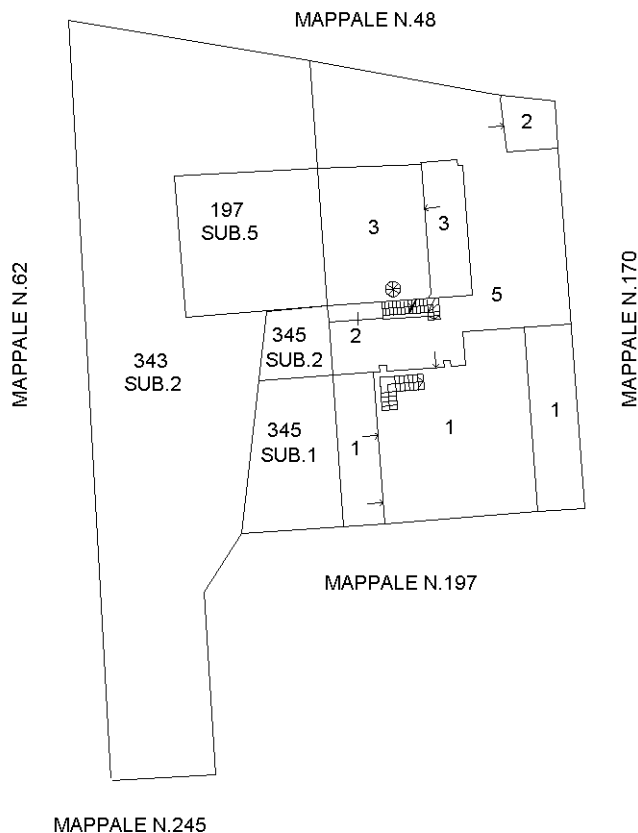 MAPPALE N.48
2
197
SUB.5
3
3
MAPPALE N.62
MAPPALE N.170
5
345
SUB.2
2
343
SUB.2
345
SUB.1
1
1
1
MAPPALE N.197
MAPPALE N.245